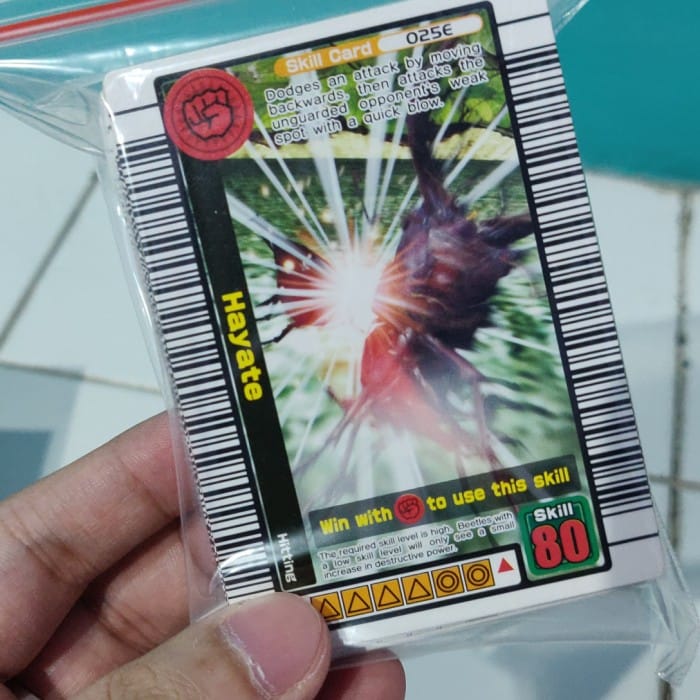 Skill Card 025E
Dodges an attack by moving
backwards, then attacks the
unguarded opponent's weak
spot with a quick blow.
Hayate
Hitting
Win with to use this skill
The required skill level is high. Beetles with
a low skill level will only see a small
increase in destructive power.
Skill
80